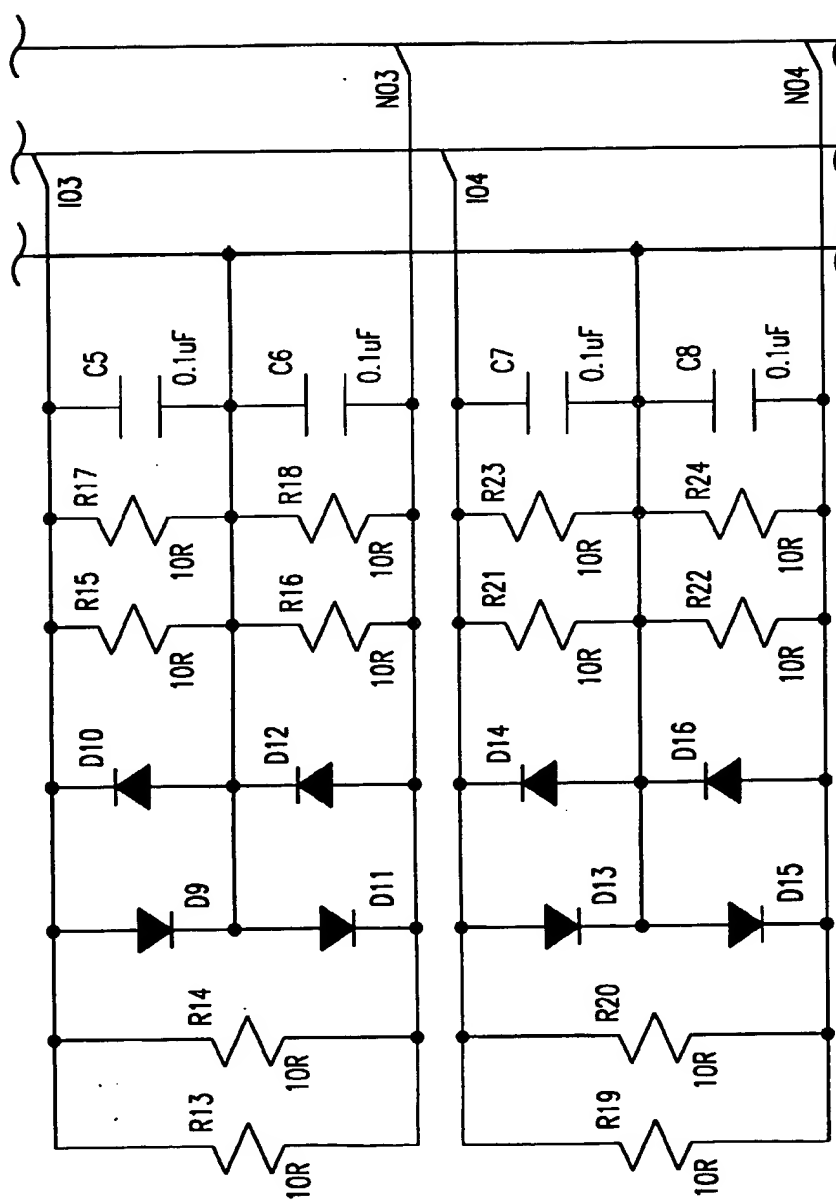 N03
I03
C5
0.1uF
C6
0.1uF
R17
10R
R18
10R
R15
10R
R16
10R
D10
D12
D9
D11
R14
10R
R13
10R
N04
I04
C7
0.1uF
C8
0.1uF
R23
10R
R24
10R
R21
10R
R22
10R
D14
D16
D13
D15
R20
10R
R19
10R